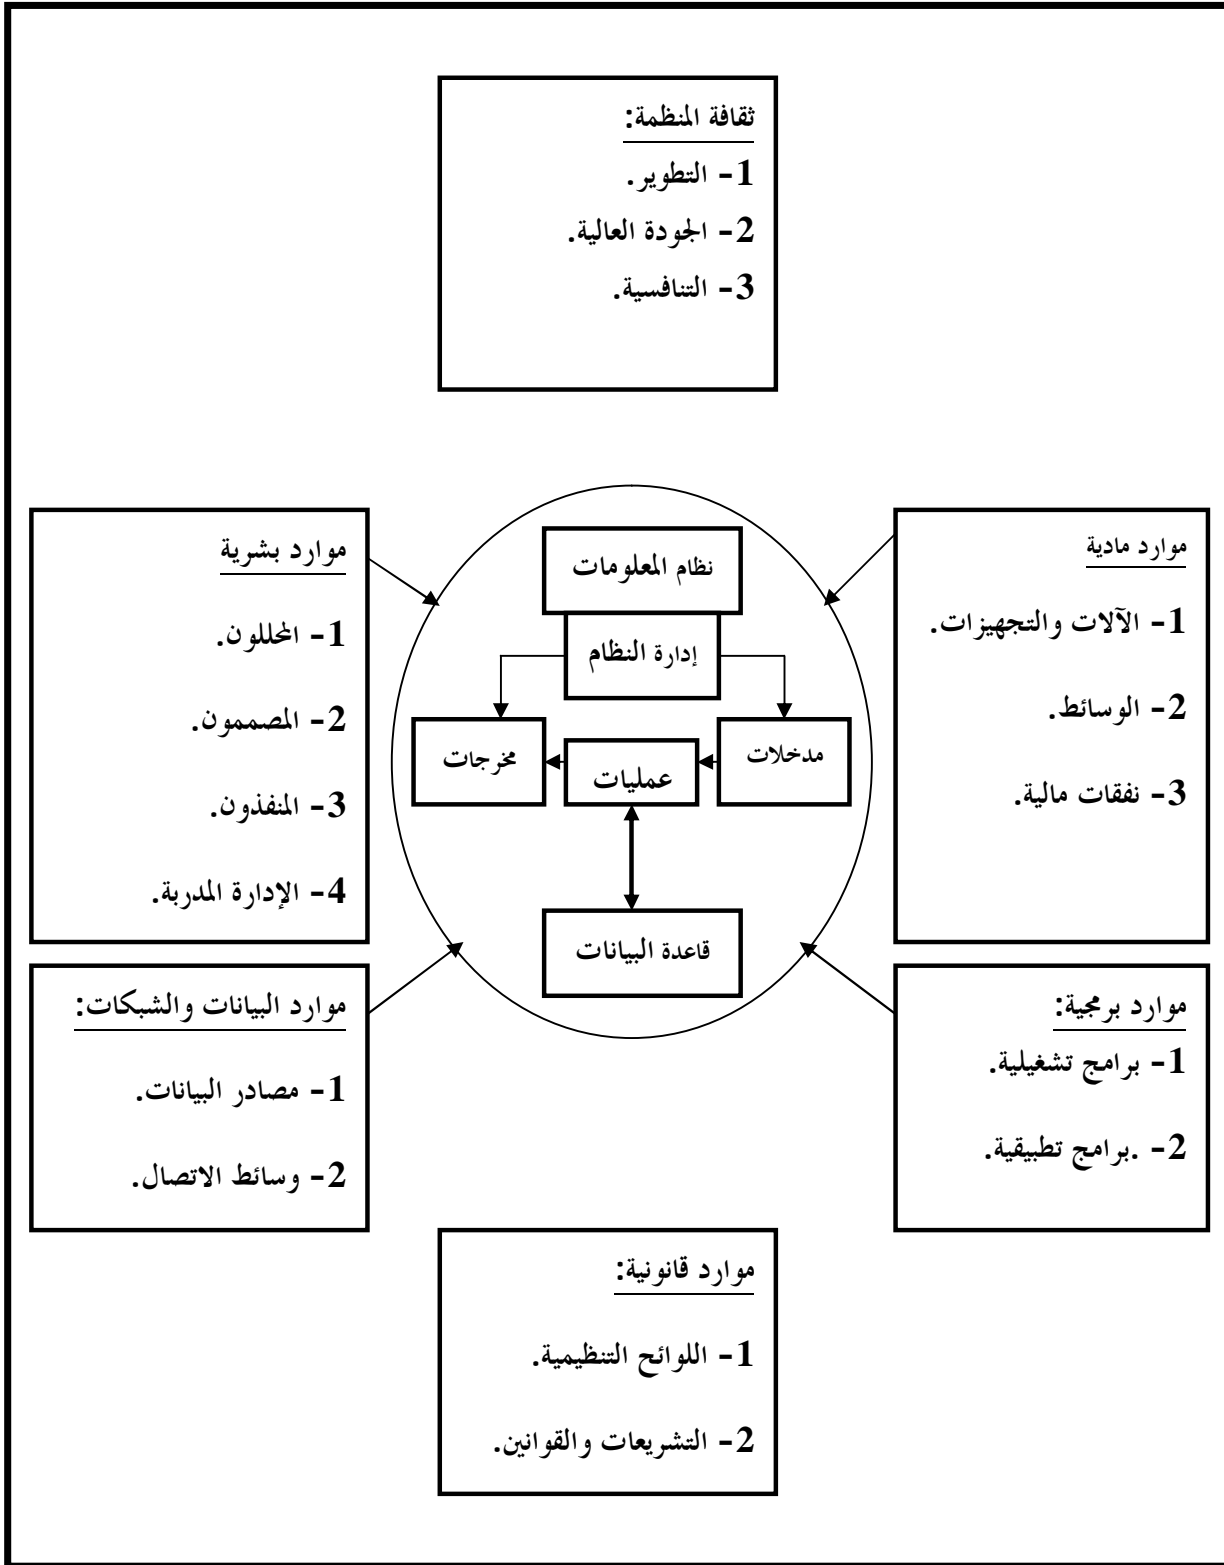 ثقافة المنظمة:
1- التطوير.
2- الجودة العالية.
3- التنافسية.
موارد مادية
1- الآلات والتجهيزات.
2- الوسائط.
3- نفقات مالية.
نظام المعلومات
إدارة النظام
مدخلات
عمليات
مخرجات
قاعدة البيانات
موارد بشرية
1- المحللون.
2- المصممون.
3- المنفذون.
4- الإدارة المدربة.
موارد برمجية:
1- برامج تشغيلية.
2- .برامج تطبيقية.
موارد البيانات والشبكات:
1- مصادر البيانات.
2- وسائط الاتصال.
موارد قانونية:
1- اللوائح التنظيمية.
2- التشريعات والقوانين.